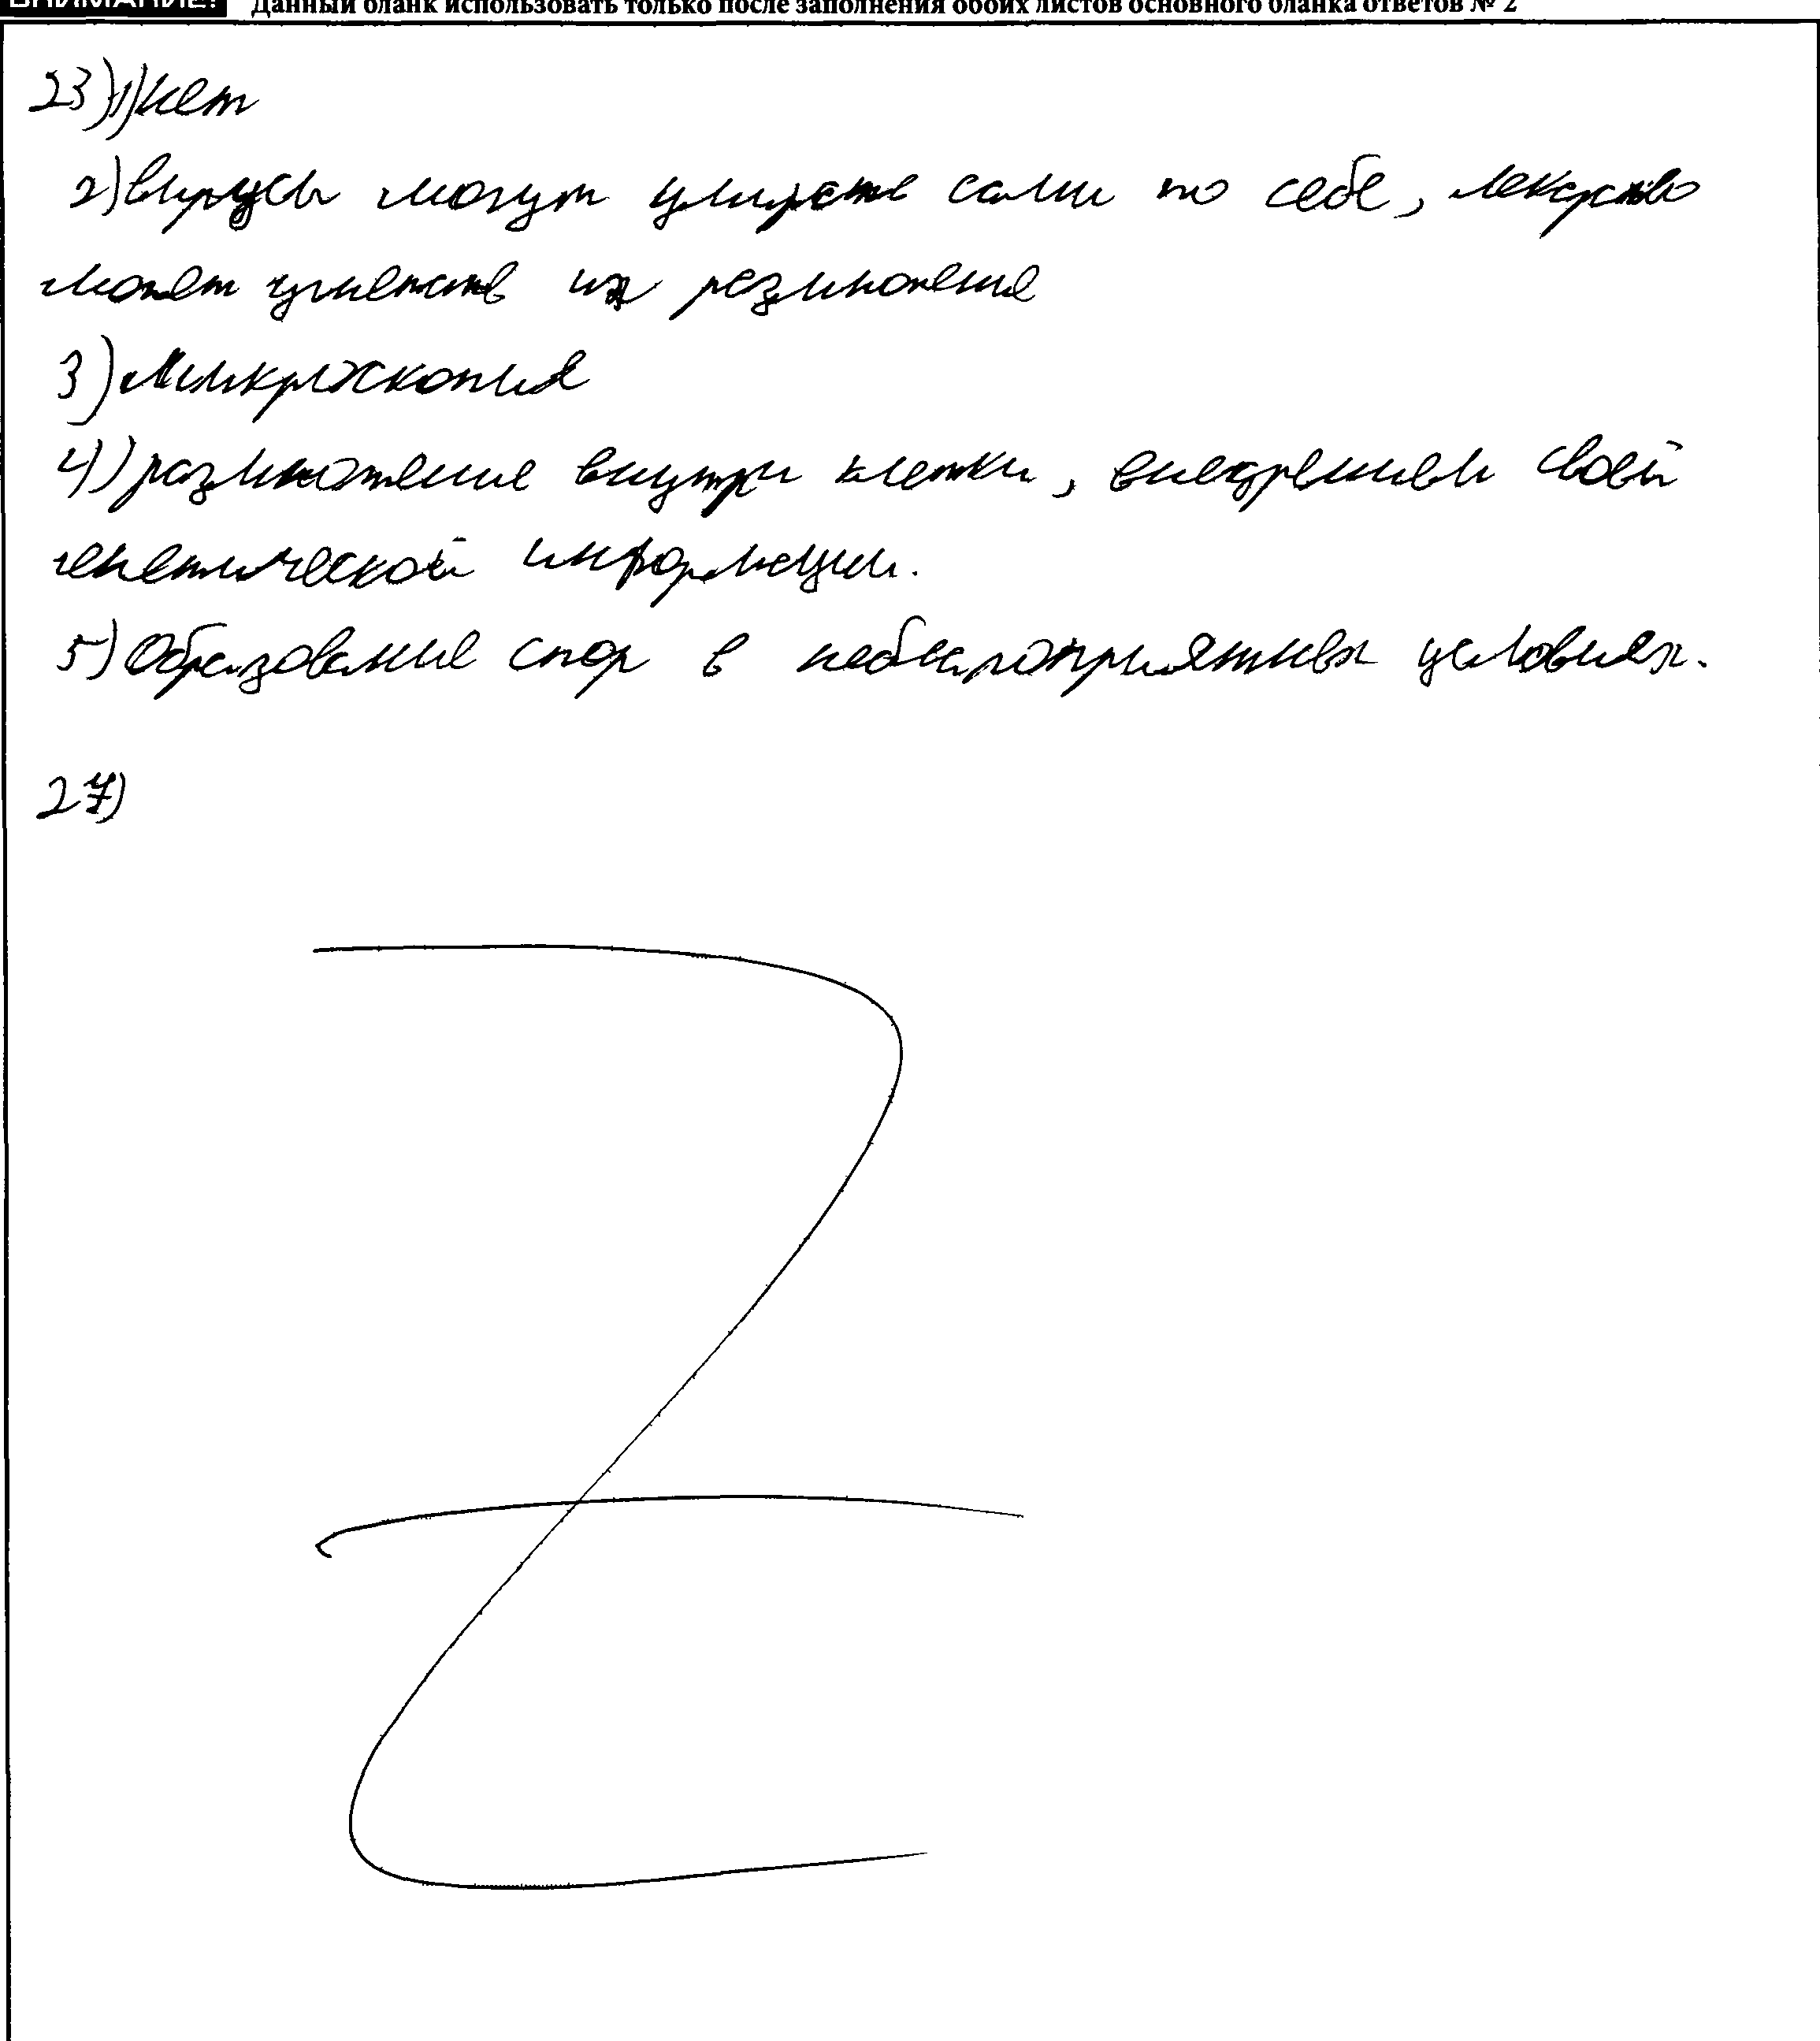 ВНИМАНИЕ! Данный бланк использовать только после заполнения обоих листов основного бланка ответов № 2
23) 1) нет
2) вирусы могут умирать сами по себе, лекарство
может угнетать их размножение
3) Микроскопия
4) размножение внутри клетки, внедрением своей
генетической информации.
5) Образование спор в неблагоприятных условиях.
27)
Z